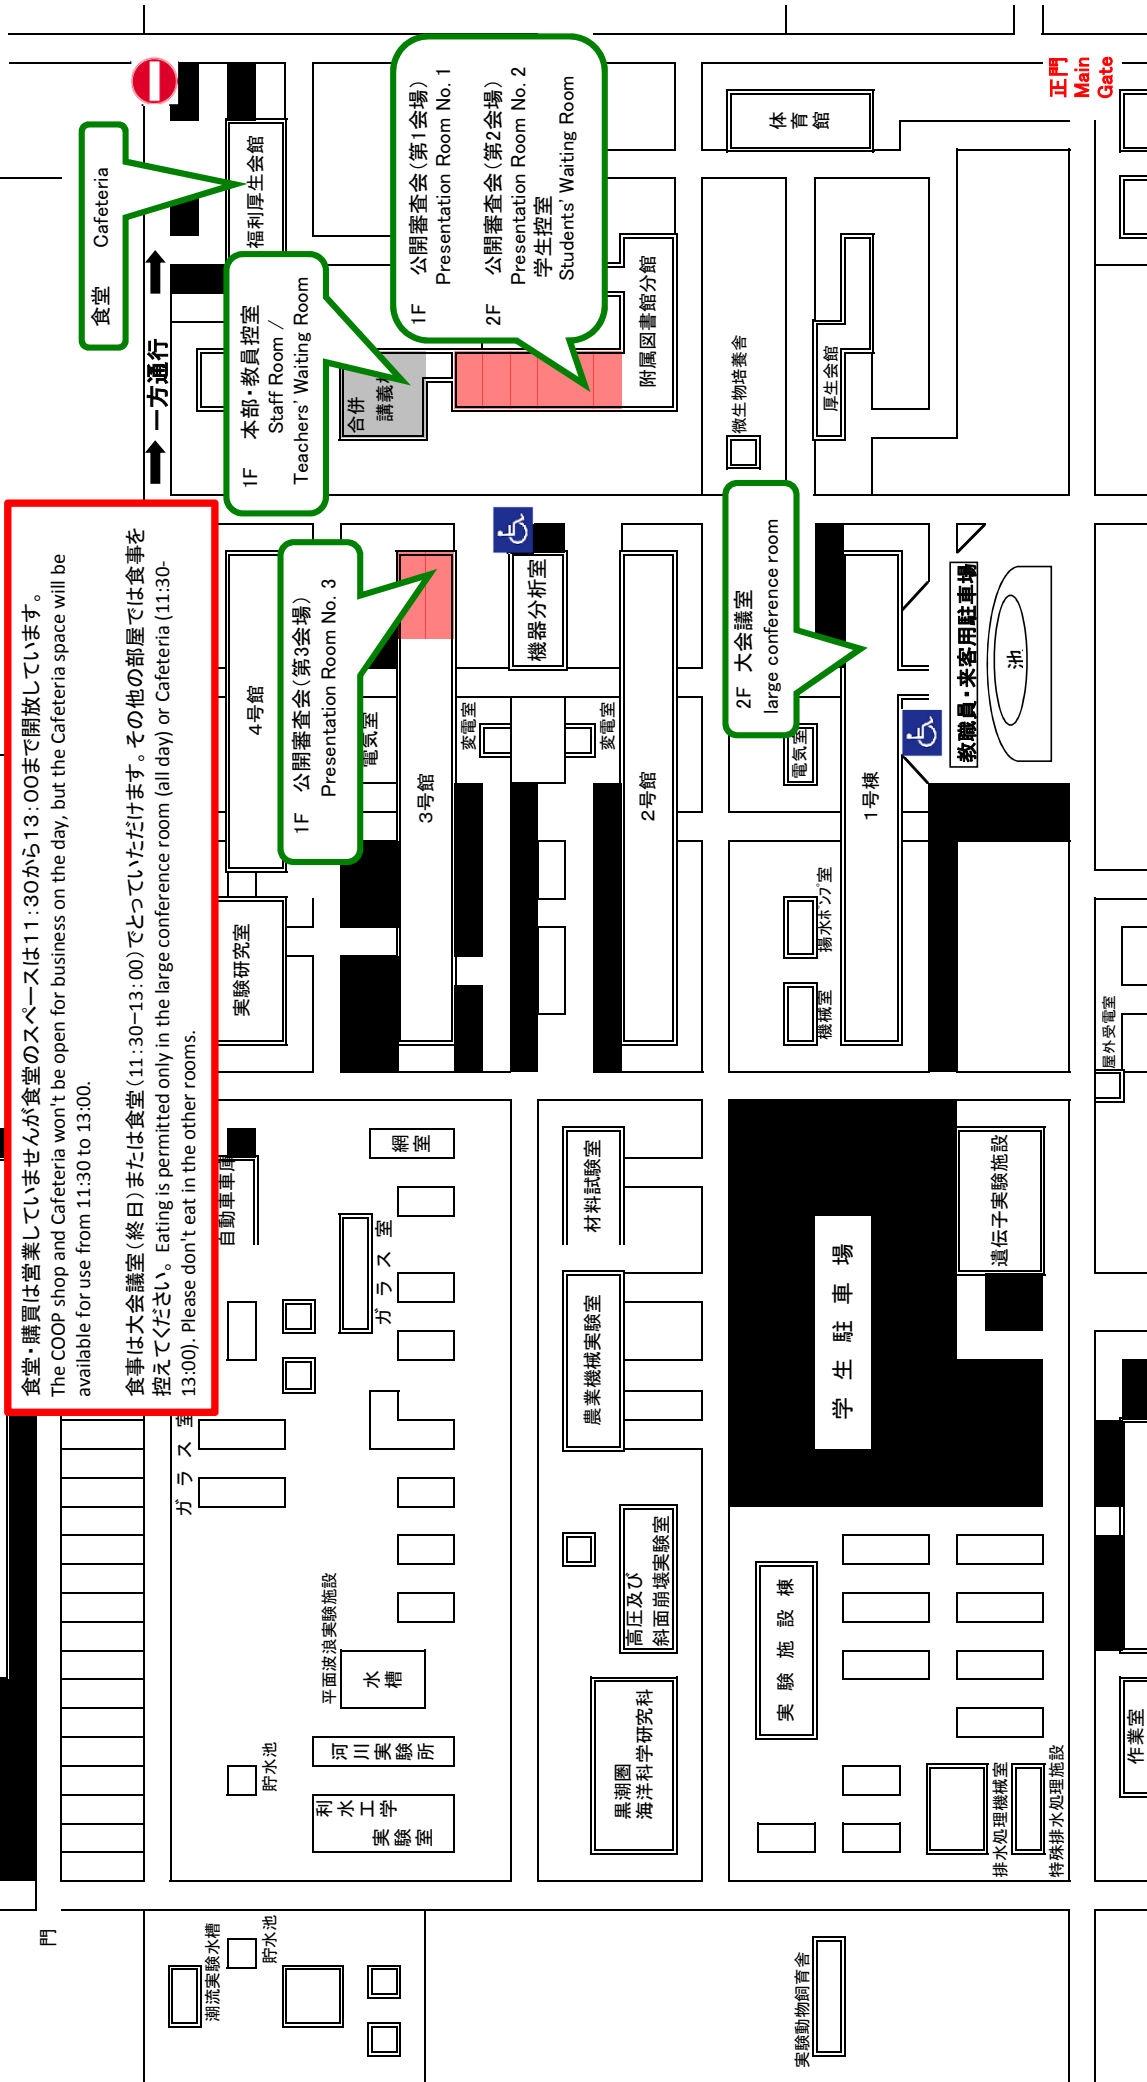 食堂・購買は営業していませんが食堂のスペースは11:30から13:00まで開放しています。
The COOP shop and Cafeteria won't be open for business on the day, but the Cafeteria space will be
available for use from 11:30 to 13:00.
食事は大会議室(終日)または食堂(11:30-13:00)でとっていただけます。その他の部屋では食事を
控えてください。Eating is permitted only in the large conference room (all day) or Cafeteria (11:30-
13:00). Please don't eat in the other rooms.
食堂 Cafeteria
一方通行
福利厚生会館
1F 本部・教員控室
Staff Room /
Teachers' Waiting Room
合併
講義
1F 公開審査会(第1会場)
Presentation Room No. 1
2F 公開審査会(第2会場)
Presentation Room No. 2
学生控室
Students' Waiting Room
附属図書館分館
体育館
正門
Main
Gate
微生物培養舎
厚生会館
4号館
実験研究室
1F 公開審査会(第3会場)
Presentation Room No. 3
電気室
3号館
変電室
機器分析室
変電室
2号館
2F 大会議室
large conference room
電気室
1号棟
揚水ポンプ室
機械室
教職員・来客用駐車場
池
屋外受電室
自動車車庫
網室
ガラス室
ガラス室
材料試験室
農業機械実験室
学生駐車場
遺伝子実験施設
高圧及び
斜面崩壊実験室
黒潮圏
海洋科学研究科
平面波浪実験施設
水槽
河川実験所
利水工学
実験室
貯水池
実験施設棟
排水処理機械室
特殊排水処理施設
作業室
門
潮流実験水槽
貯水池
実験動物飼育舎